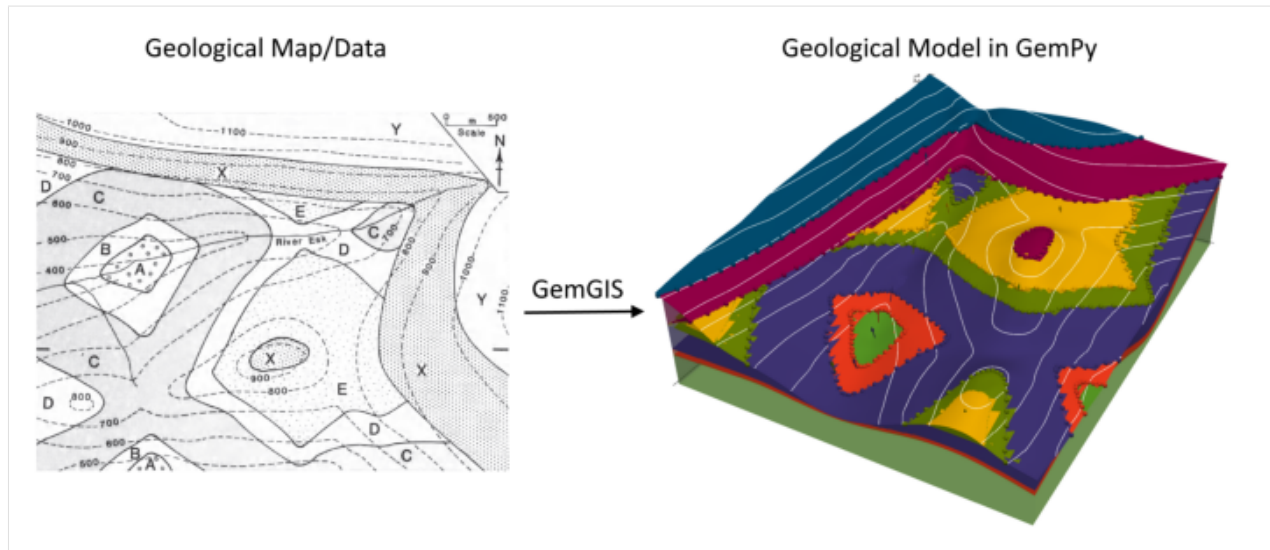 Geological Map/Data
Geological Model in GemPy
GemGIS
1000
1100
Y
0 m 500
Scale
N
900
800
700
X
D
C
600
E
C
700
800
B
500
River Esk
D
A
400
900
1000
Y
1100
C
X
X
900
800
E
D
800
D
700
600
C
B
500
A